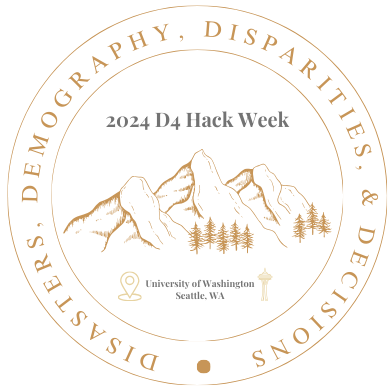 DISASTERS, DEMOGRAPHY, DISPARITIES, & DECISIONS
2024 D4 Hack Week
University of Washington
Seattle, WA